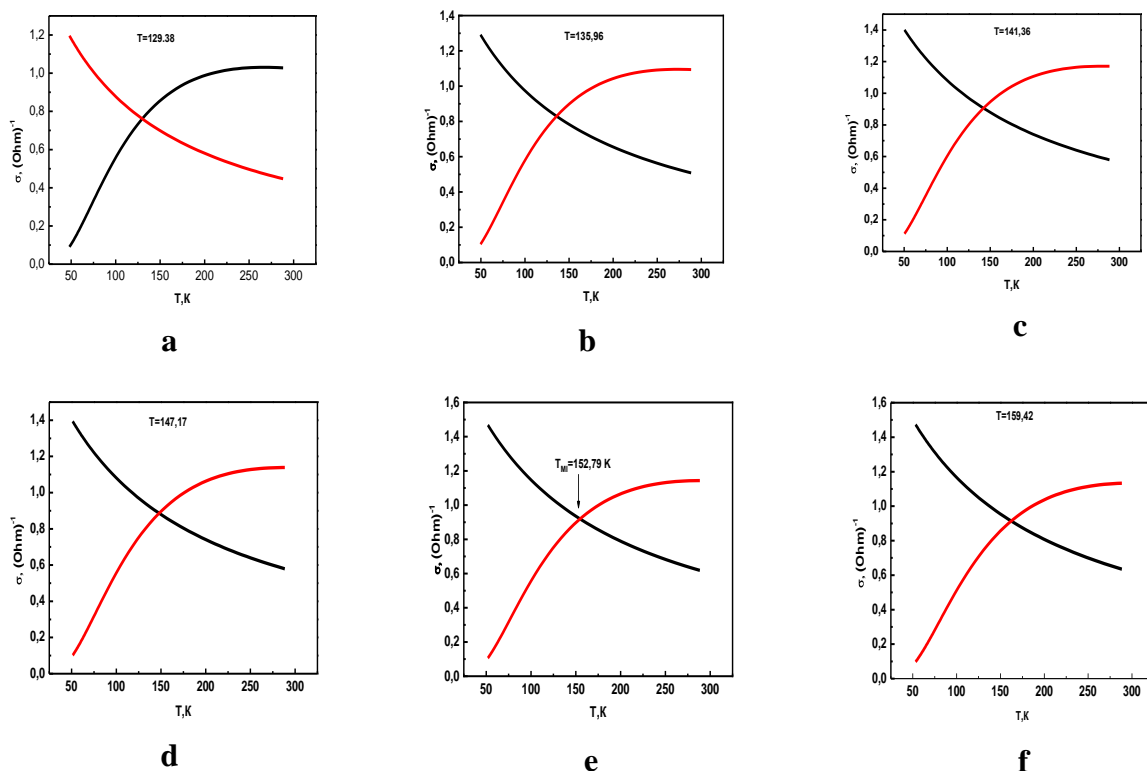 T=129.38
1,2
1,0
0,8
0,6
0,4
0,2
0,0
σ, (Ohm)-1
50 100 150 200 250 300
T,K
a
T=135,96
1,4
1,2
1,0
0,8
0,6
0,4
0,2
0,0
σ, (Ohm)-1
50 100 150 200 250 300
T,K
b
T=141,36
1,4
1,2
1,0
0,8
0,6
0,4
0,2
0,0
σ, (Ohm)-1
50 100 150 200 250 300
T,K
c
T=147,17
1,4
1,2
1,0
0,8
0,6
0,4
0,2
0,0
σ, (Ohm)-1
50 100 150 200 250 300
T,K
d
TMI=152,79 K
1,6
1,4
1,2
1,0
0,8
0,6
0,4
0,2
0,0
σ, (Ohm)-1
50 100 150 200 250 300
T,K
e
T=159,42
1,6
1,4
1,2
1,0
0,8
0,6
0,4
0,2
0,0
σ, (Ohm)-1
50 100 150 200 250 300
T,K
f